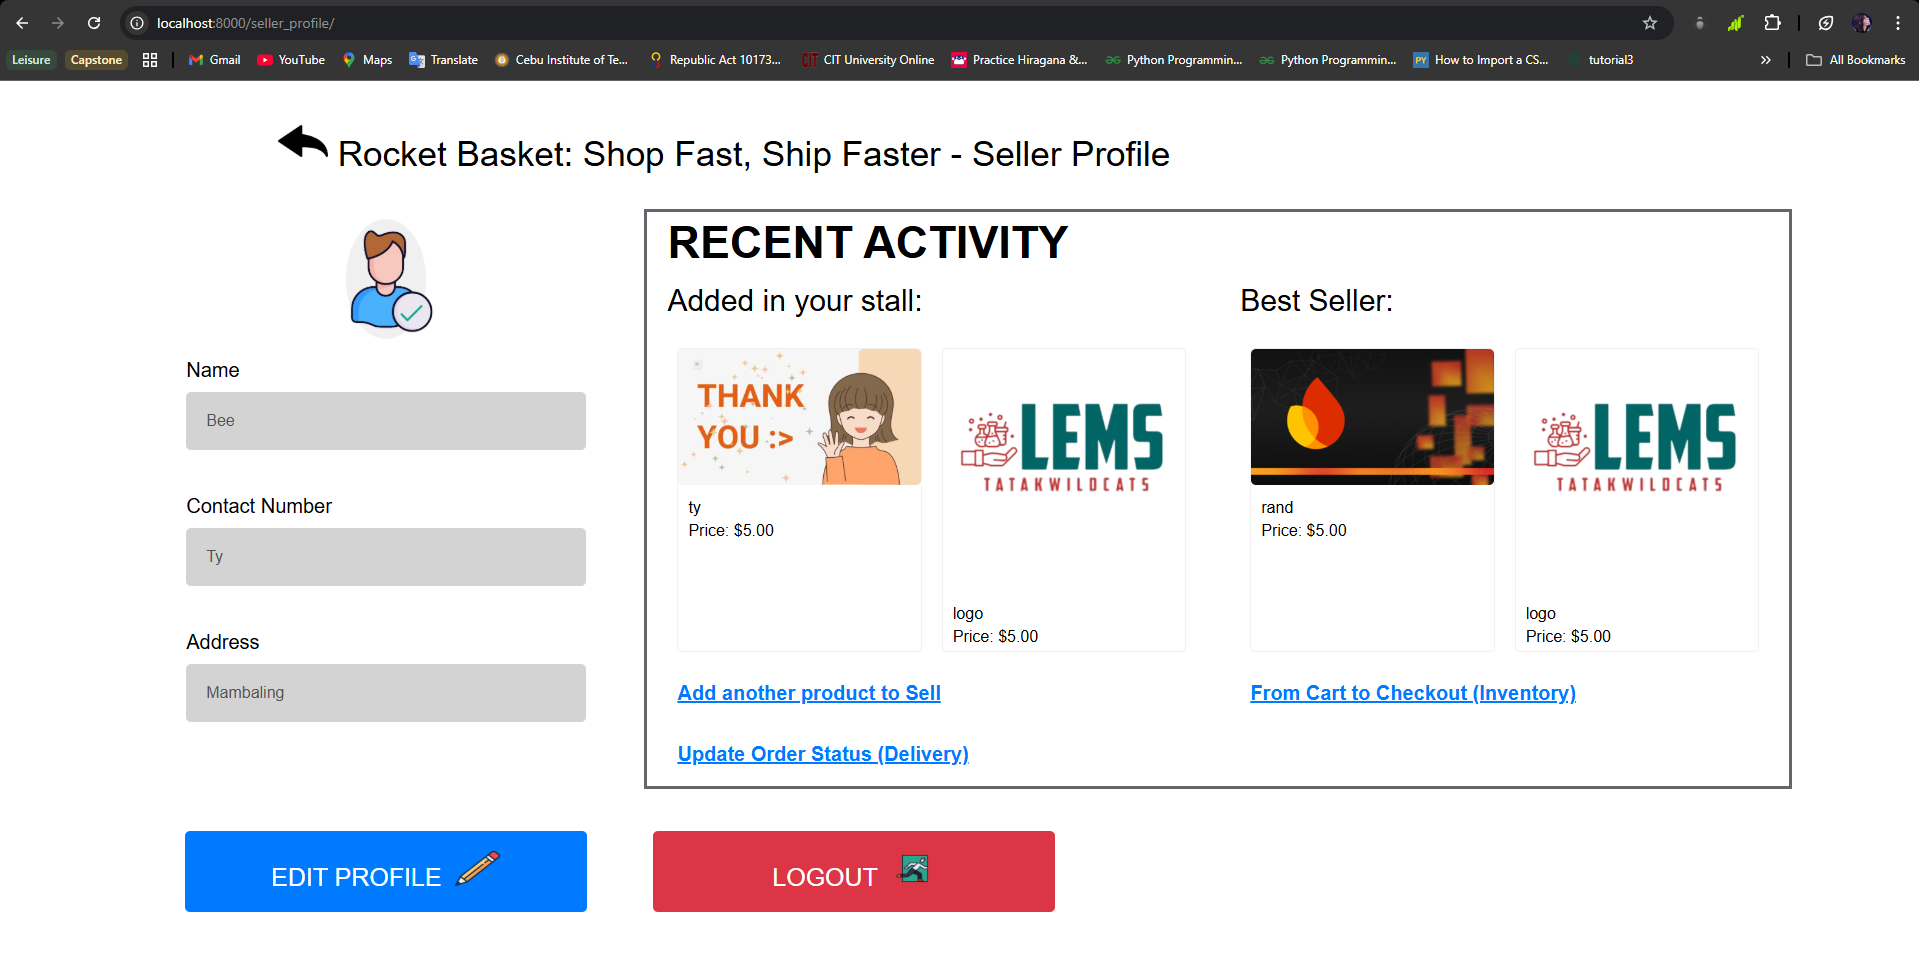 localhost:8000/seller_profile/
Leisure
Capstone
Gmail
YouTube
Maps
Translate
Cebu Institute of Te...
Republic Act 10173...
CIT University Online
Practice Hiragana &...
Python Programmin...
Python Programmin...
How to Import a CS...
tutorial3
All Bookmarks
Rocket Basket: Shop Fast, Ship Faster - Seller Profile
Name
Bee
Contact Number
Ty
Address
Mambaling
RECENT ACTIVITY
Added in your stall:
THANK
YOU :>
ty
Price: $5.00
LEMS
TATAKWILDCATS
logo
Price: $5.00
Add another product to Sell
Update Order Status (Delivery)
Best Seller:
rand
Price: $5.00
LEMS
TATAKWILDCATS
logo
Price: $5.00
From Cart to Checkout (Inventory)
EDIT PROFILE
LOGOUT